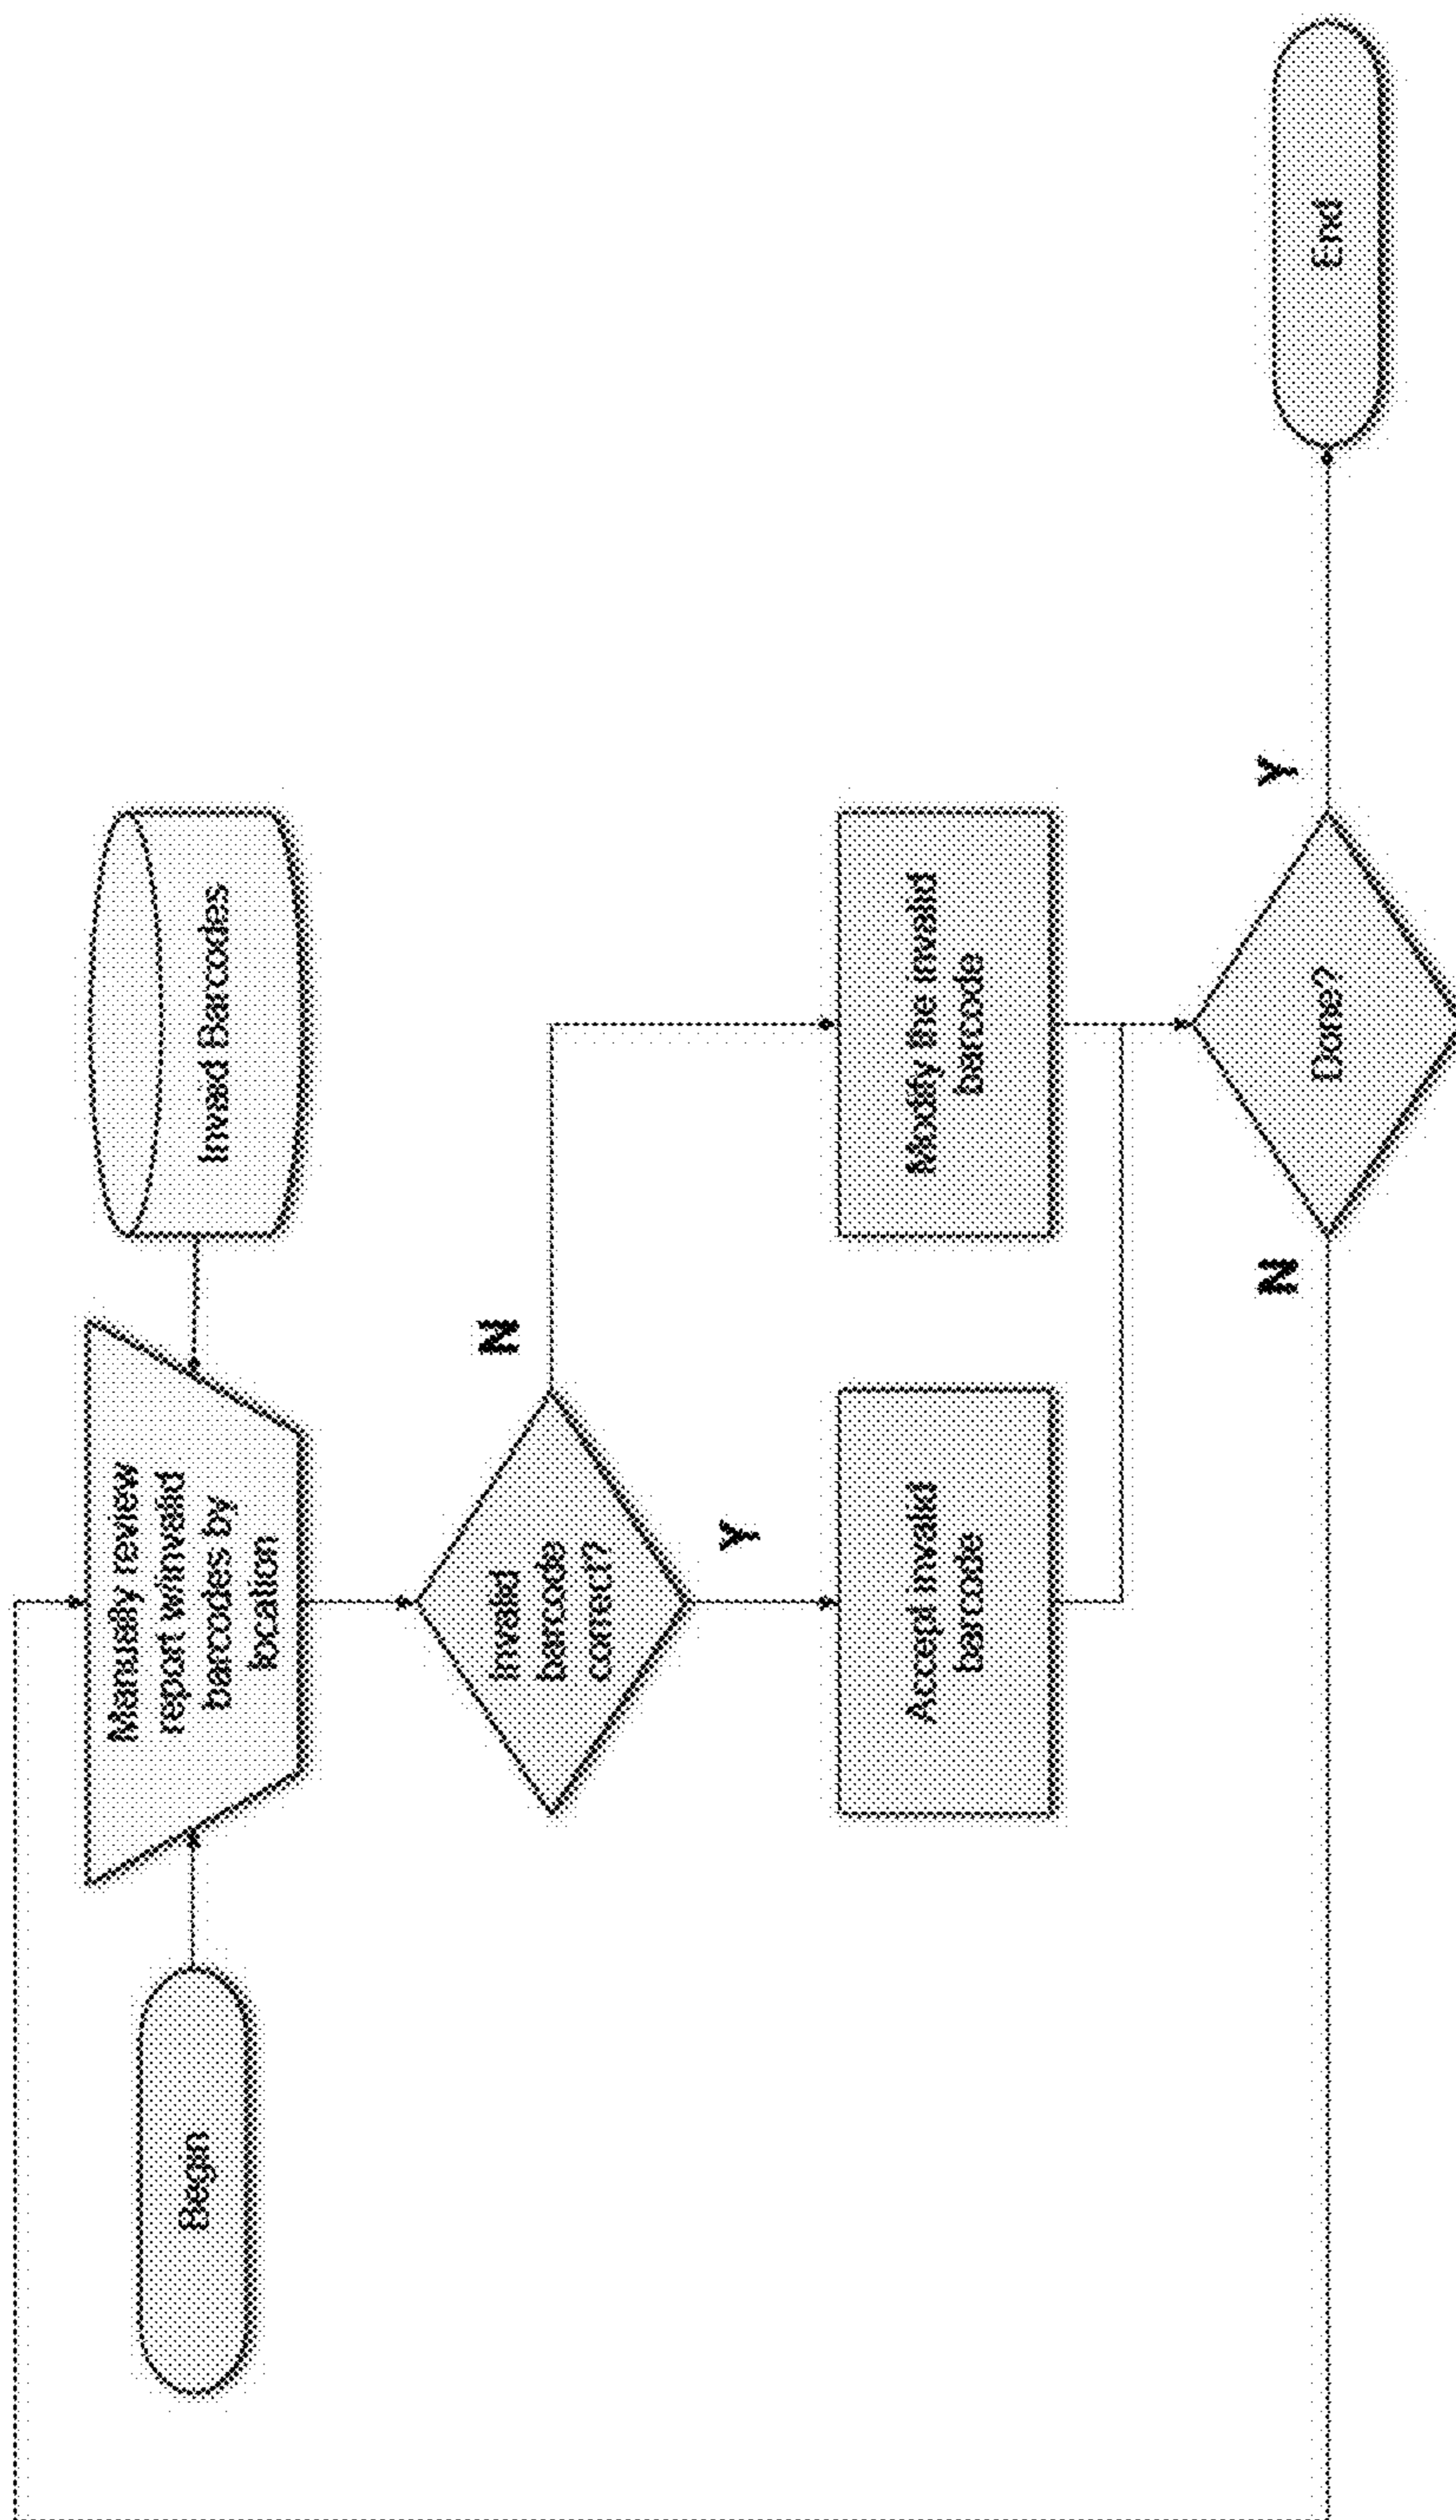 Begin
Manually review
report w\invalid
barcodes by
location
Invalid Barcodes
Invalid
barcode
correct?
N
Y
Accept invalid
barcode
Modify the invalid
barcode
Done?
N
Y
End